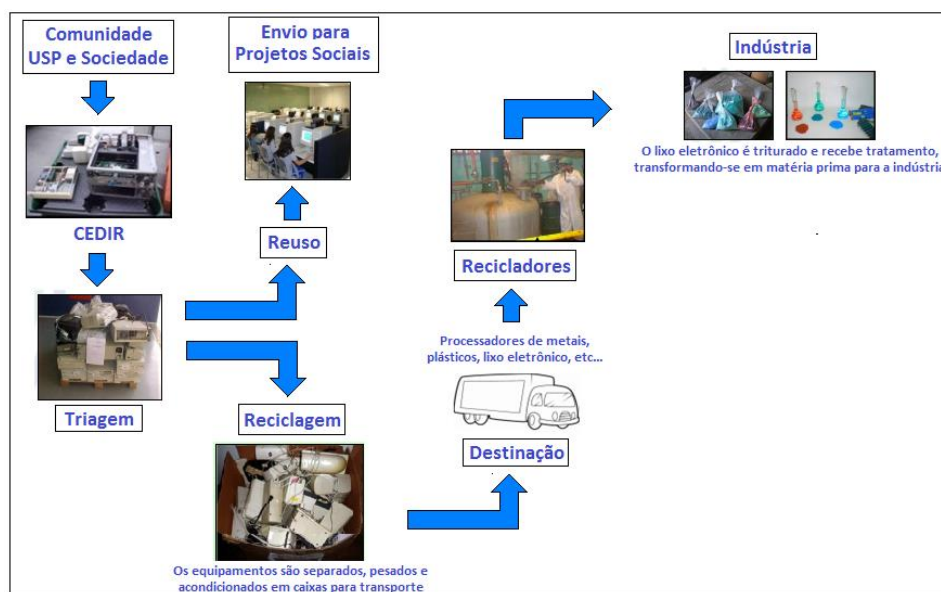 Comunidade
USP e Sociedade
CEDIR
Triagem
Envio para
Projetos Sociais
Reuso
Reciclagem
Os equipamentos são separados, pesados e
acondicionados em caixas para transporte
Destinação
Processadores de metais,
plásticos, lixo eletrônico, etc...
Recicladores
Indústria
O lixo eletrônico é triturado e recebe tratamento,
transformando-se em matéria prima para a indústria